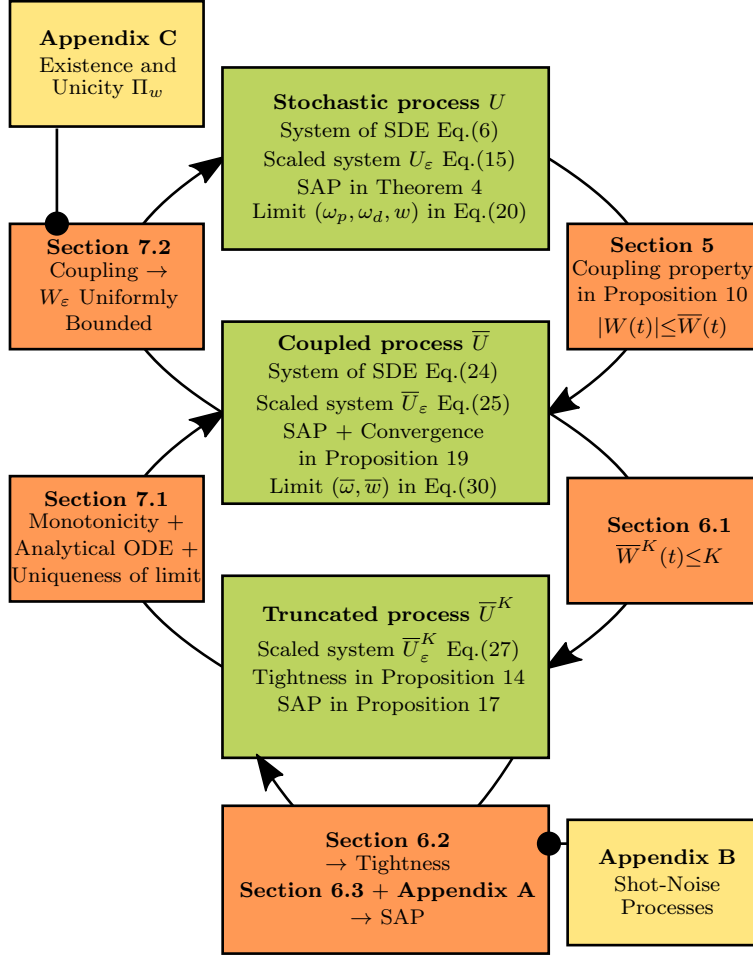 Appendix C
Existence and
Unicity Π_w
Stochastic process U
System of SDE Eq.(6)
Scaled system U_ε Eq.(15)
SAP in Theorem 4
Limit (ω_p, ω_d, w) in Eq.(20)
Section 7.2
Coupling →
W_ε Uniformly
Bounded
Section 5
Coupling property
in Proposition 10
|W(t)|≤W̅(t)
Coupled process U̅
System of SDE Eq.(24)
Scaled system U̅_ε Eq.(25)
SAP + Convergence
in Proposition 19
Limit (ω̅, w̅) in Eq.(30)
Section 7.1
Monotonicity +
Analytical ODE +
Uniqueness of limit
Section 6.1
W̅^K(t)≤K
Truncated process U̅^K
Scaled system U̅_ε^K Eq.(27)
Tightness in Proposition 14
SAP in Proposition 17
Section 6.2
→ Tightness
Section 6.3 + Appendix A
→ SAP
Appendix B
Shot-Noise
Processes